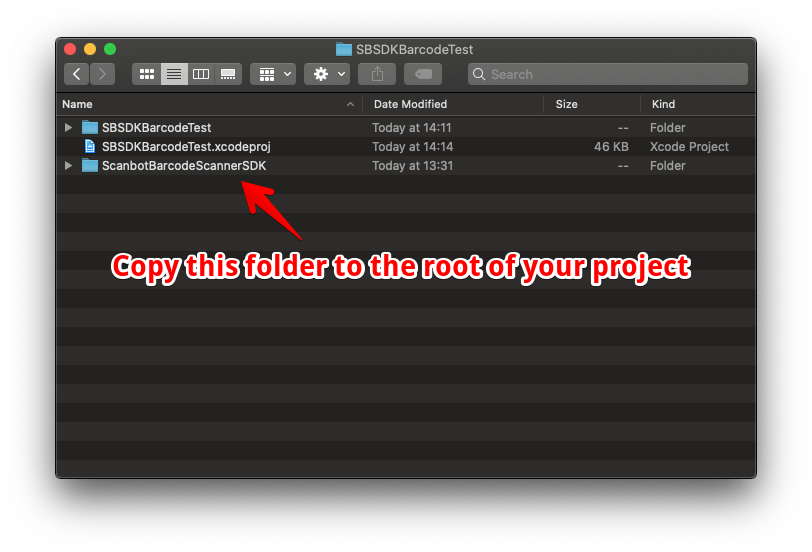 SBSDKBarcodeTest
Search
Name Date Modified Size Kind
SBSDKBarcodeTest Today at 14:11 -- Folder
SBSDKBarcodeTest.xcodeproj Today at 14:14 46 KB Xcode Project
ScanbotBarcodeScannerSDK Today at 13:31 -- Folder
Copy this folder to the root of your project